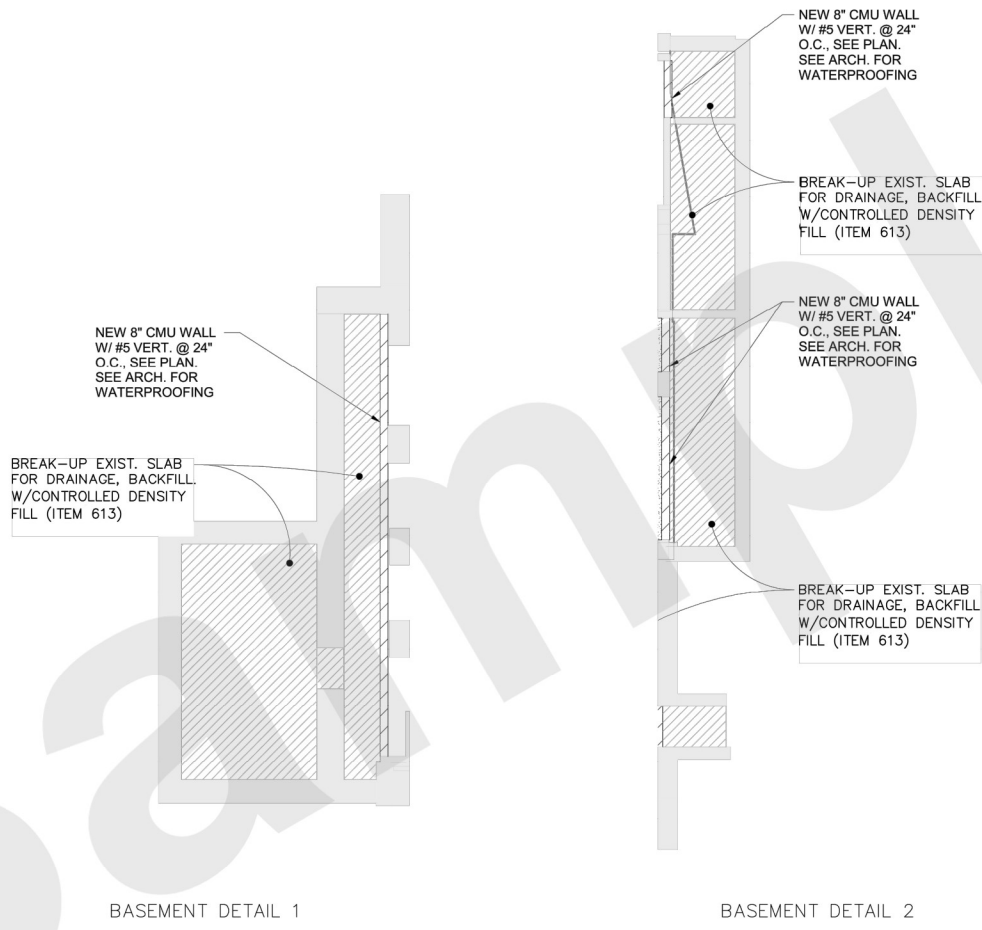 NEW 8" CMU WALL
W/ #5 VERT. @ 24"
O.C., SEE PLAN.
SEE ARCH. FOR
WATERPROOFING
BREAK-UP EXIST. SLAB
FOR DRAINAGE, BACKFILL.
W/CONTROLLED DENSITY
FILL (ITEM 613)
BASEMENT DETAIL 1
NEW 8" CMU WALL
W/ #5 VERT. @ 24"
O.C., SEE PLAN.
SEE ARCH. FOR
WATERPROOFING
BREAK-UP EXIST. SLAB
FOR DRAINAGE, BACKFILL
W/CONTROLLED DENSITY
FILL (ITEM 613)
NEW 8" CMU WALL
W/ #5 VERT. @ 24"
O.C., SEE PLAN.
SEE ARCH. FOR
WATERPROOFING
BREAK-UP EXIST. SLAB
FOR DRAINAGE, BACKFILL
W/CONTROLLED DENSITY
FILL (ITEM 613)
BASEMENT DETAIL 2
ampl